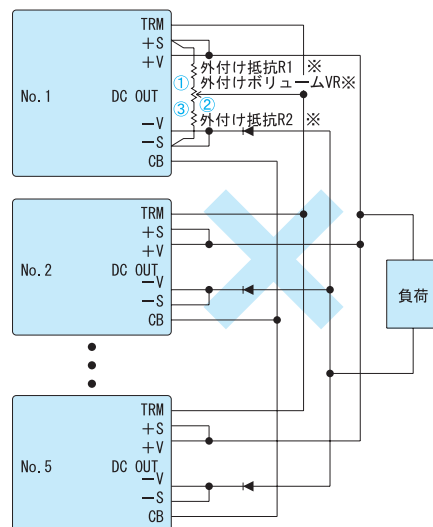 TRM
+S
+V
外付け抵抗R1 ※
①
外付けボリュームVR※
No.1
DC OUT
③
②
−V
外付け抵抗R2 ※
−S
CB
TRM
+S
+V
No.2
DC OUT
−V
−S
CB
負荷
TRM
+S
+V
No.5
DC OUT
−V
−S
CB